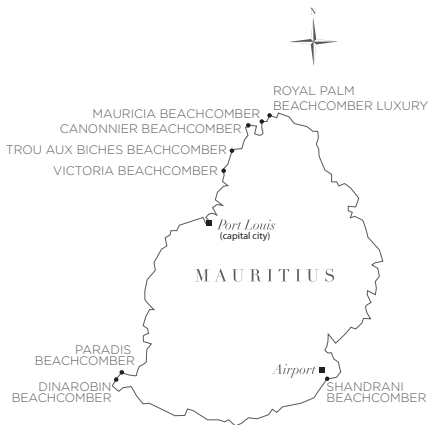 N
ROYAL PALM
BEACHCOMBER LUXURY
MAURICIA BEACHCOMBER
CANONNIER BEACHCOMBER
TROU AUX BICHES BEACHCOMBER
VICTORIA BEACHCOMBER
Port Louis
(capital city)
MAURITIUS
PARADIS
BEACHCOMBER
DINAROBIN
BEACHCOMBER
Airport
SHANDRANI
BEACHCOMBER